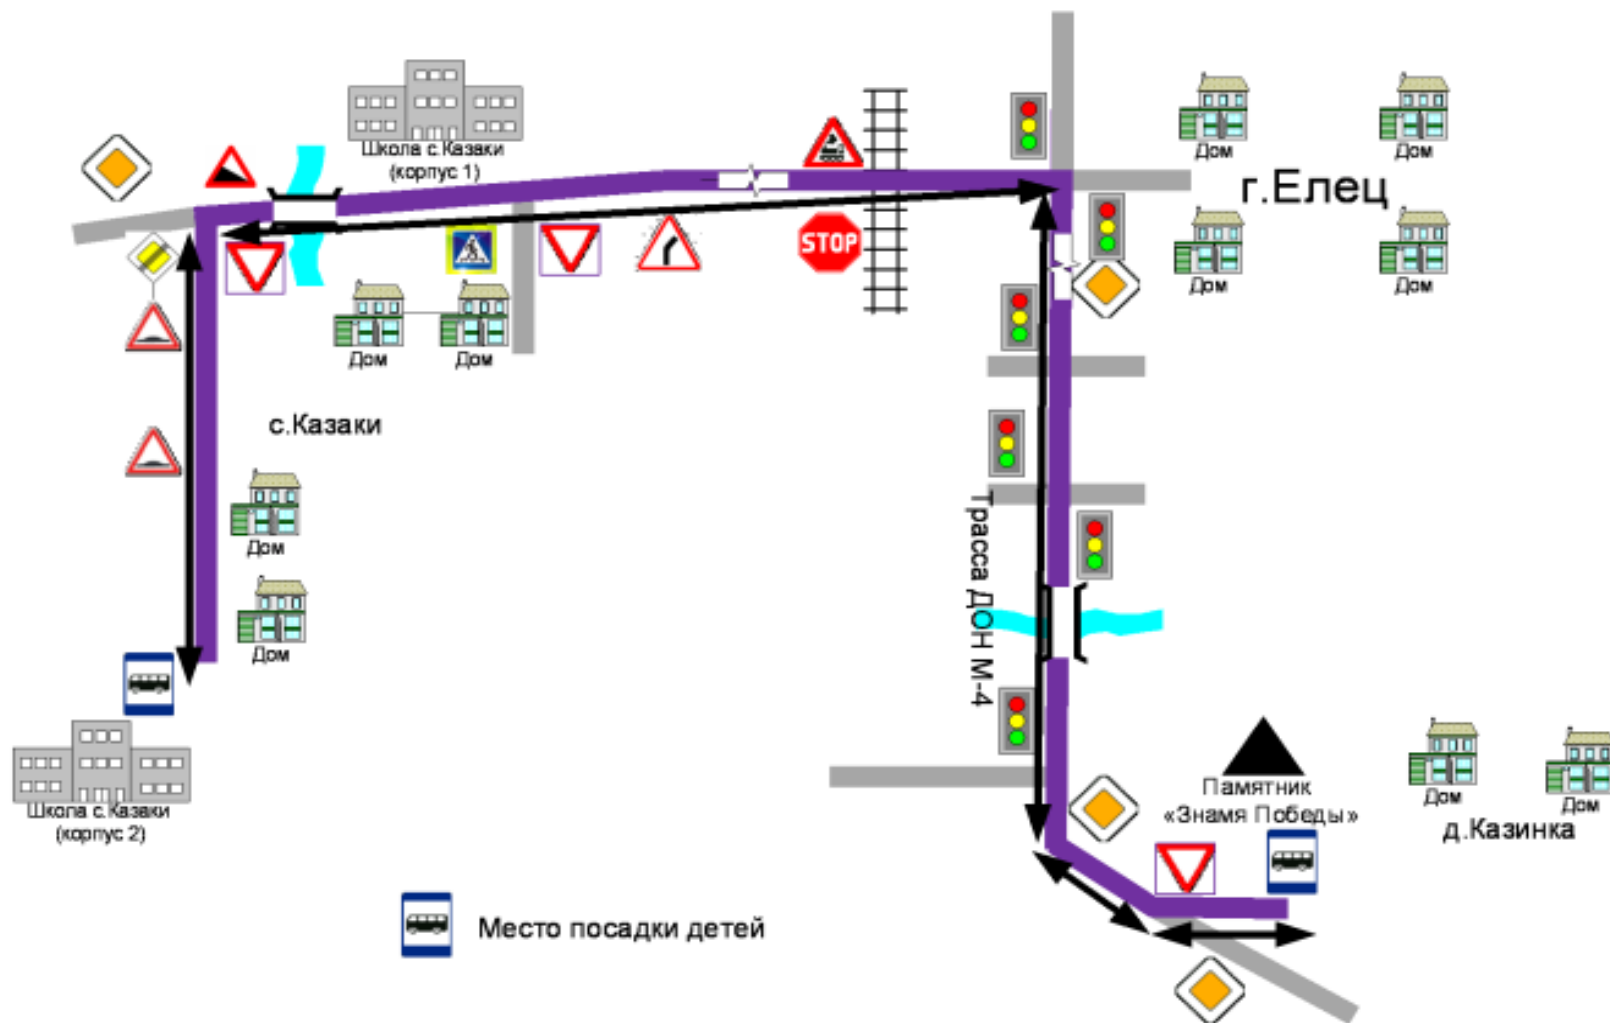 Школа с.Казаки
(корпус 1)
Дом
Дом
г.Елец
Дом
Дом
STOP
Дом
Дом
с.Казаки
Дом
Дом
Трасса ДОН М-4
Школа с.Казаки
(корпус 2)
Памятник
«Знамя Победы»
Дом
Дом
д.Казинка
Место посадки детей